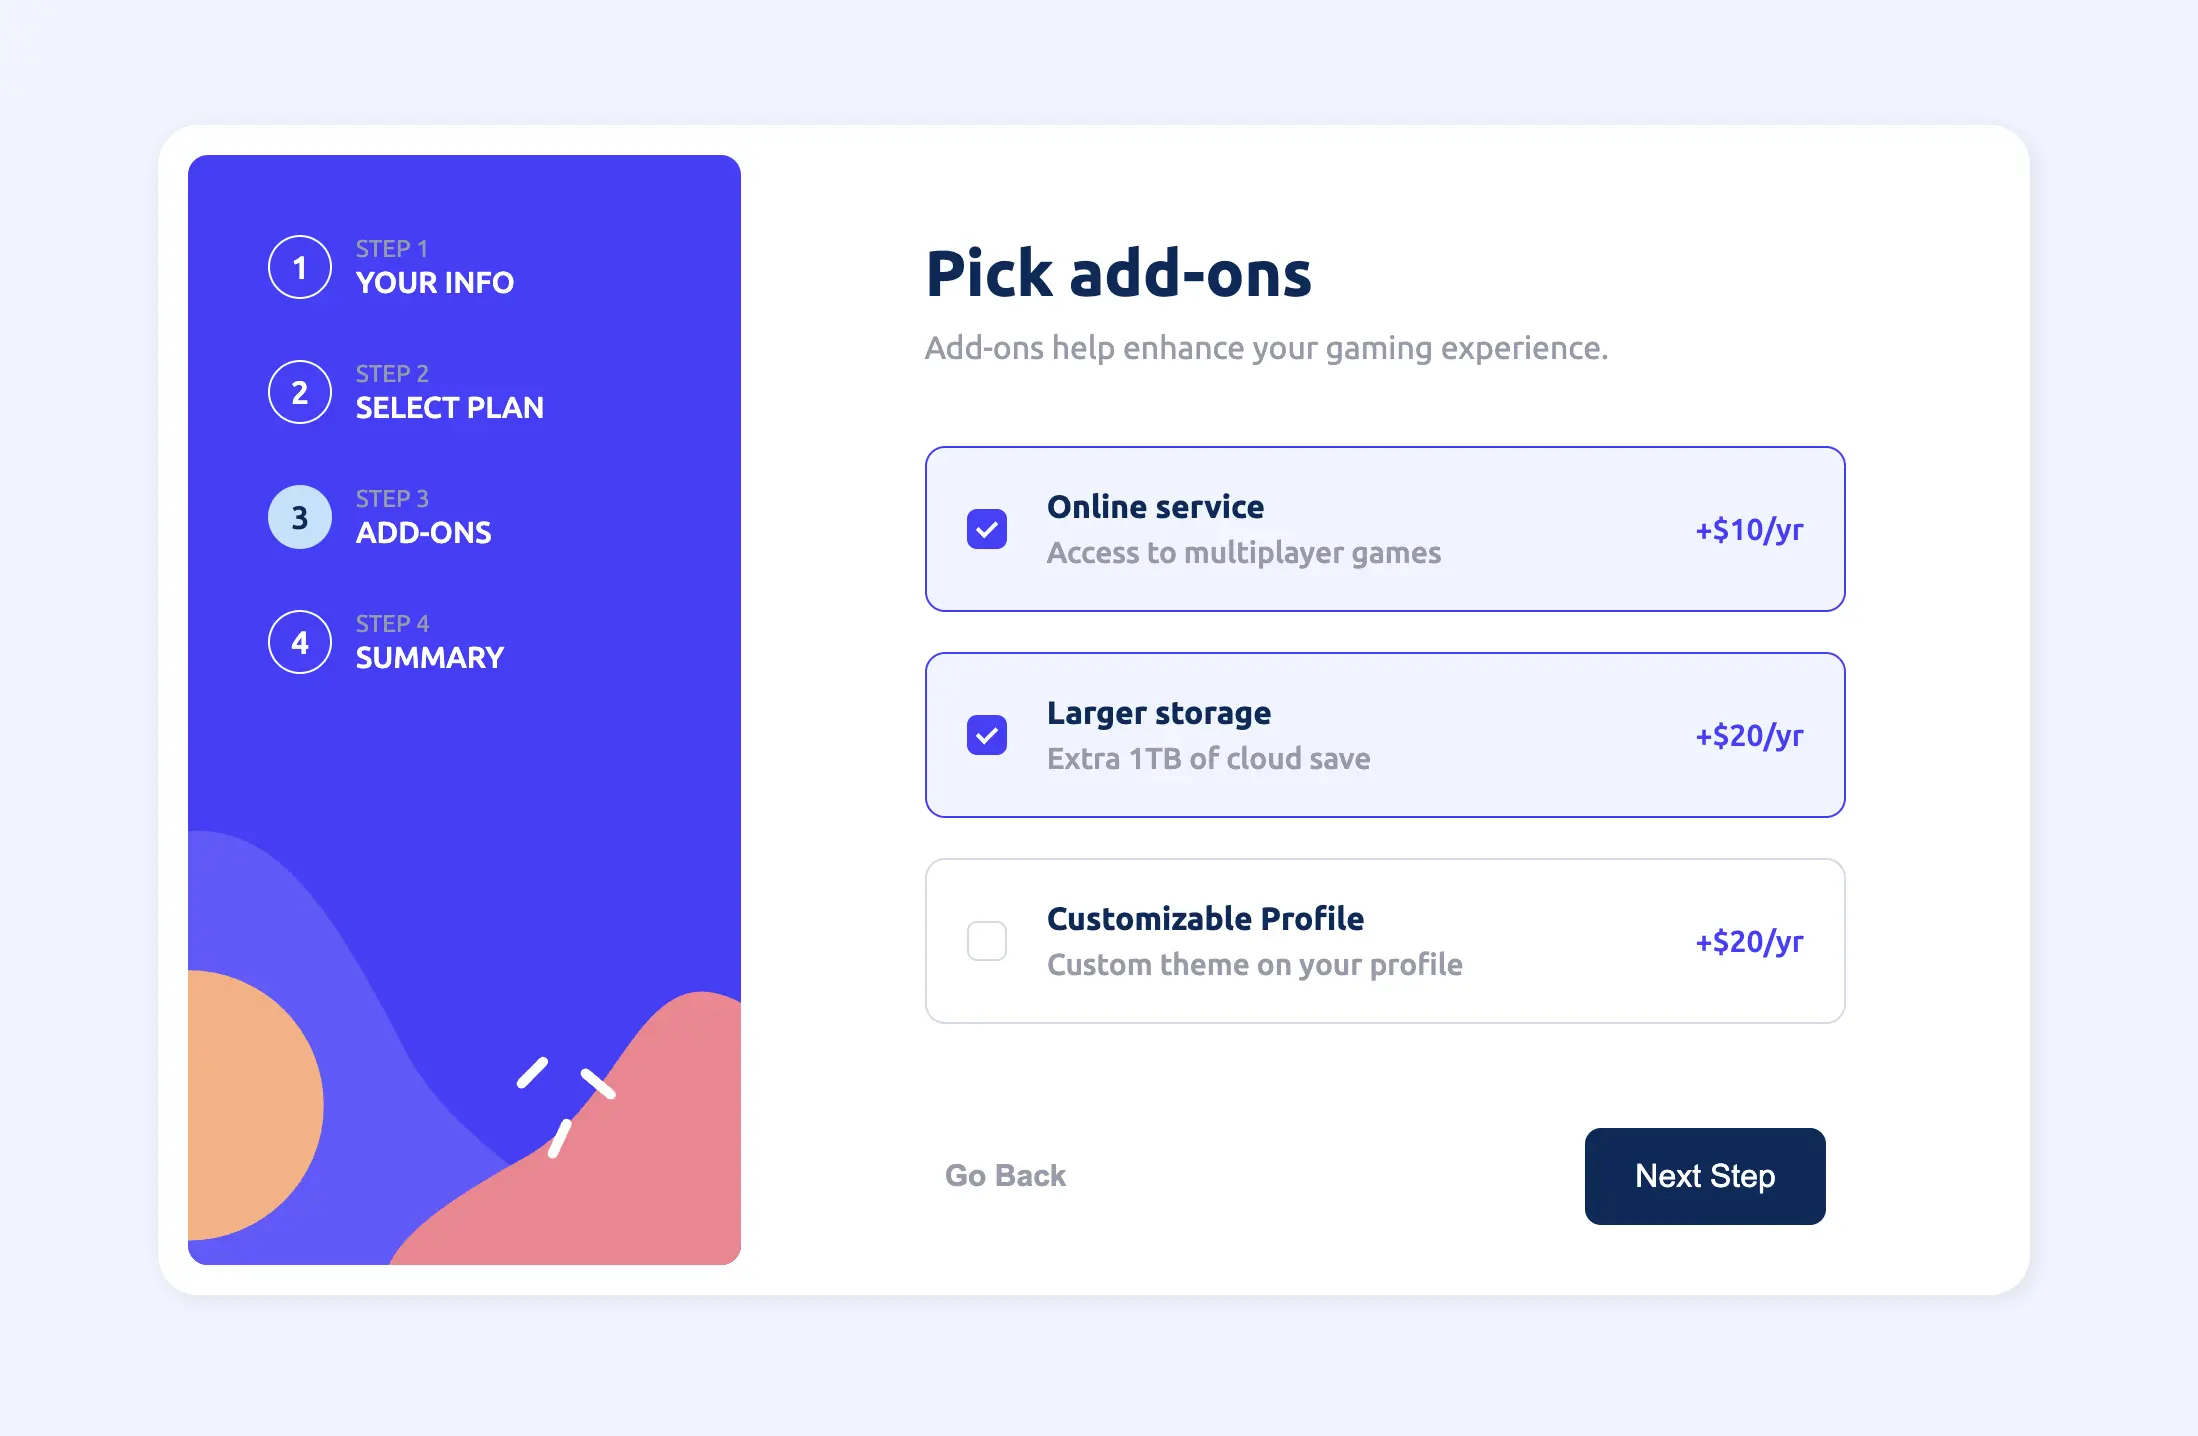 1
STEP 1
YOUR INFO
2
STEP 2
SELECT PLAN
3
STEP 3
ADD-ONS
4
STEP 4
SUMMARY
Pick add-ons
Add-ons help enhance your gaming experience.
Online service
Access to multiplayer games
+$10/yr
Larger storage
Extra 1TB of cloud save
+$20/yr
Customizable Profile
Custom theme on your profile
+$20/yr
Go Back
Next Step